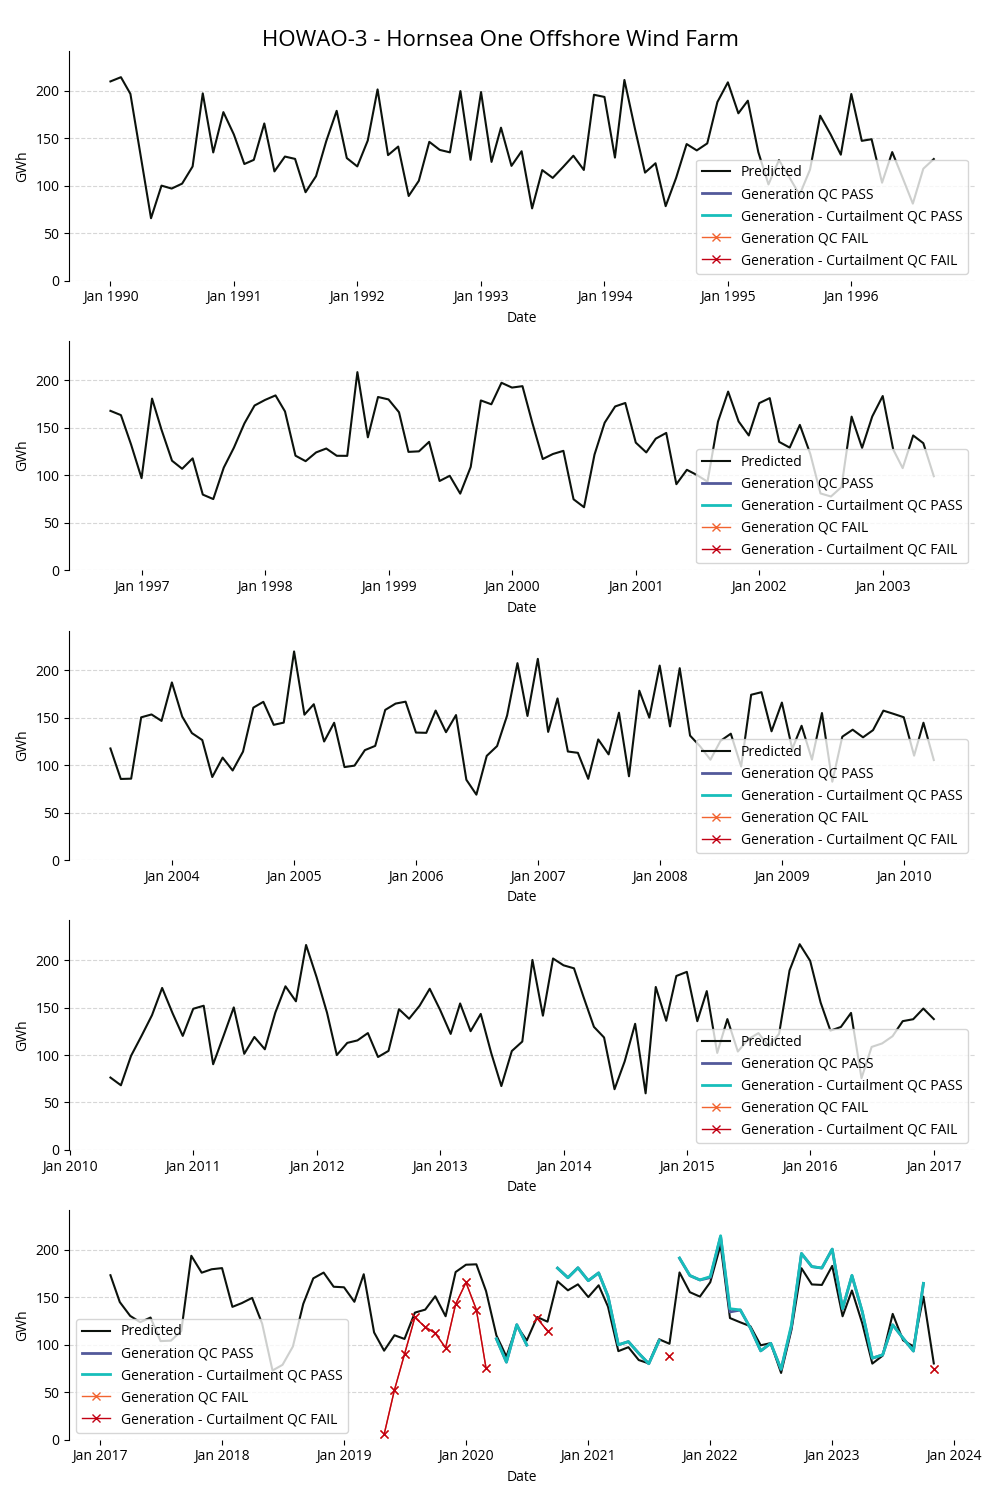 HOWAO-3 - Hornsea One Offshore Wind Farm
200
150
100
50
0
GWh
Predicted
Generation QC PASS
Generation - Curtailment QC PASS
Generation QC FAIL
Generation - Curtailment QC FAIL
Jan 1990 Jan 1991 Jan 1992 Jan 1993 Jan 1994 Jan 1995 Jan 1996
Date
200
150
100
50
0
GWh
Predicted
Generation QC PASS
Generation - Curtailment QC PASS
Generation QC FAIL
Generation - Curtailment QC FAIL
Jan 1997 Jan 1998 Jan 1999 Jan 2000 Jan 2001 Jan 2002 Jan 2003
Date
200
150
100
50
0
GWh
Predicted
Generation QC PASS
Generation - Curtailment QC PASS
Generation QC FAIL
Generation - Curtailment QC FAIL
Jan 2004 Jan 2005 Jan 2006 Jan 2007 Jan 2008 Jan 2009 Jan 2010
Date
200
150
100
50
0
GWh
Predicted
Generation QC PASS
Generation - Curtailment QC PASS
Generation QC FAIL
Generation - Curtailment QC FAIL
Jan 2010 Jan 2011 Jan 2012 Jan 2013 Jan 2014 Jan 2015 Jan 2016 Jan 2017
Date
200
150
100
50
0
GWh
Predicted
Generation QC PASS
Generation - Curtailment QC PASS
Generation QC FAIL
Generation - Curtailment QC FAIL
Jan 2017 Jan 2018 Jan 2019 Jan 2020 Jan 2021 Jan 2022 Jan 2023 Jan 2024
Date